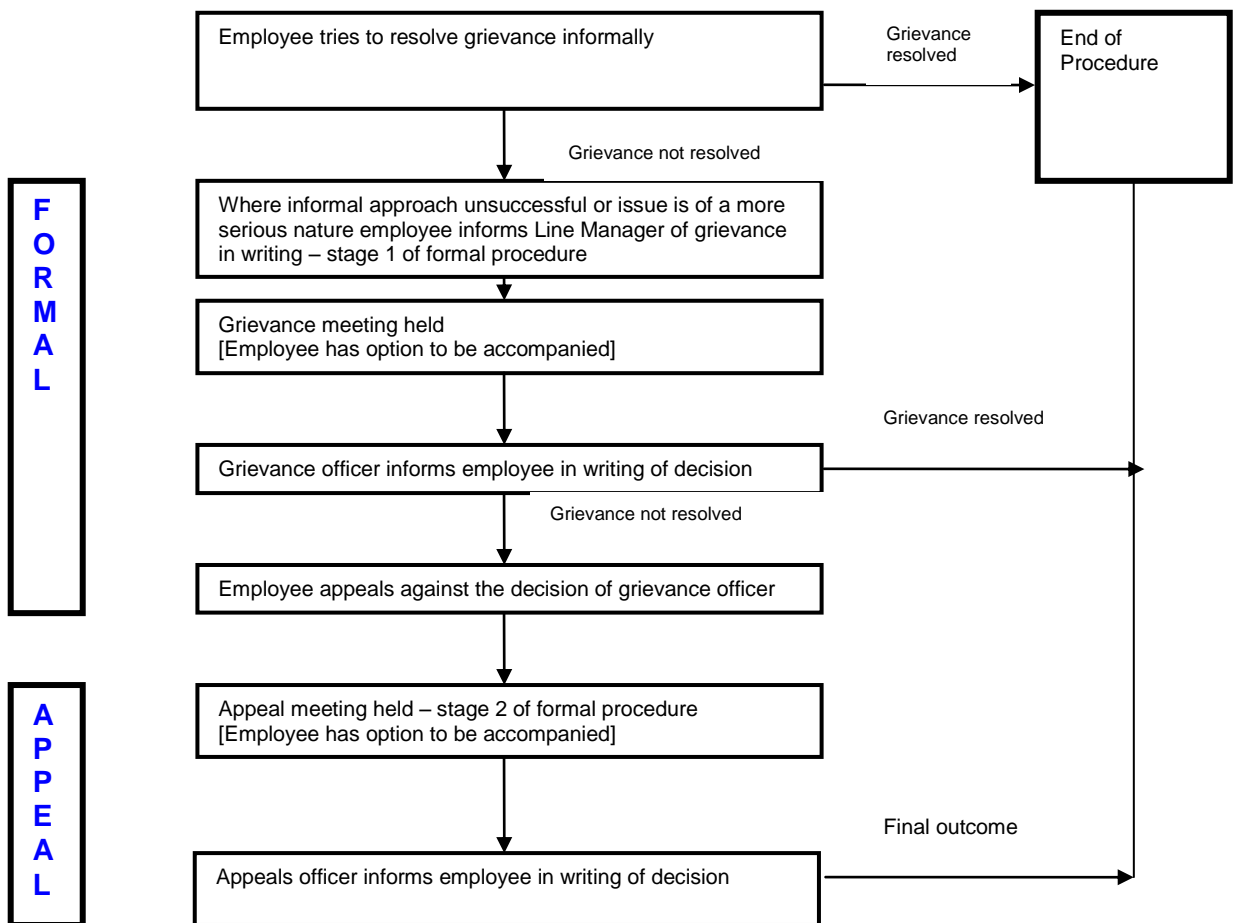 Employee tries to resolve grievance informally
Grievance
resolved
End of
Procedure
Grievance not resolved
F
O
R
M
A
L
Where informal approach unsuccessful or issue is of a more
serious nature employee informs Line Manager of grievance
in writing – stage 1 of formal procedure
Grievance meeting held
[Employee has option to be accompanied]
Grievance resolved
Grievance officer informs employee in writing of decision
Grievance not resolved
Employee appeals against the decision of grievance officer
A
P
P
E
A
L
Appeal meeting held – stage 2 of formal procedure
[Employee has option to be accompanied]
Final outcome
Appeals officer informs employee in writing of decision